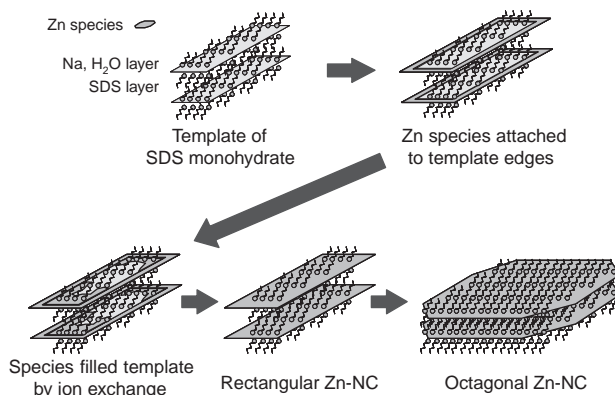 Zn species
Na, H₂O layer
SDS layer
Template of
SDS monohydrate
Zn species attached
to template edges
Species filled template
by ion exchange
Rectangular Zn-NC
Octagonal Zn-NC